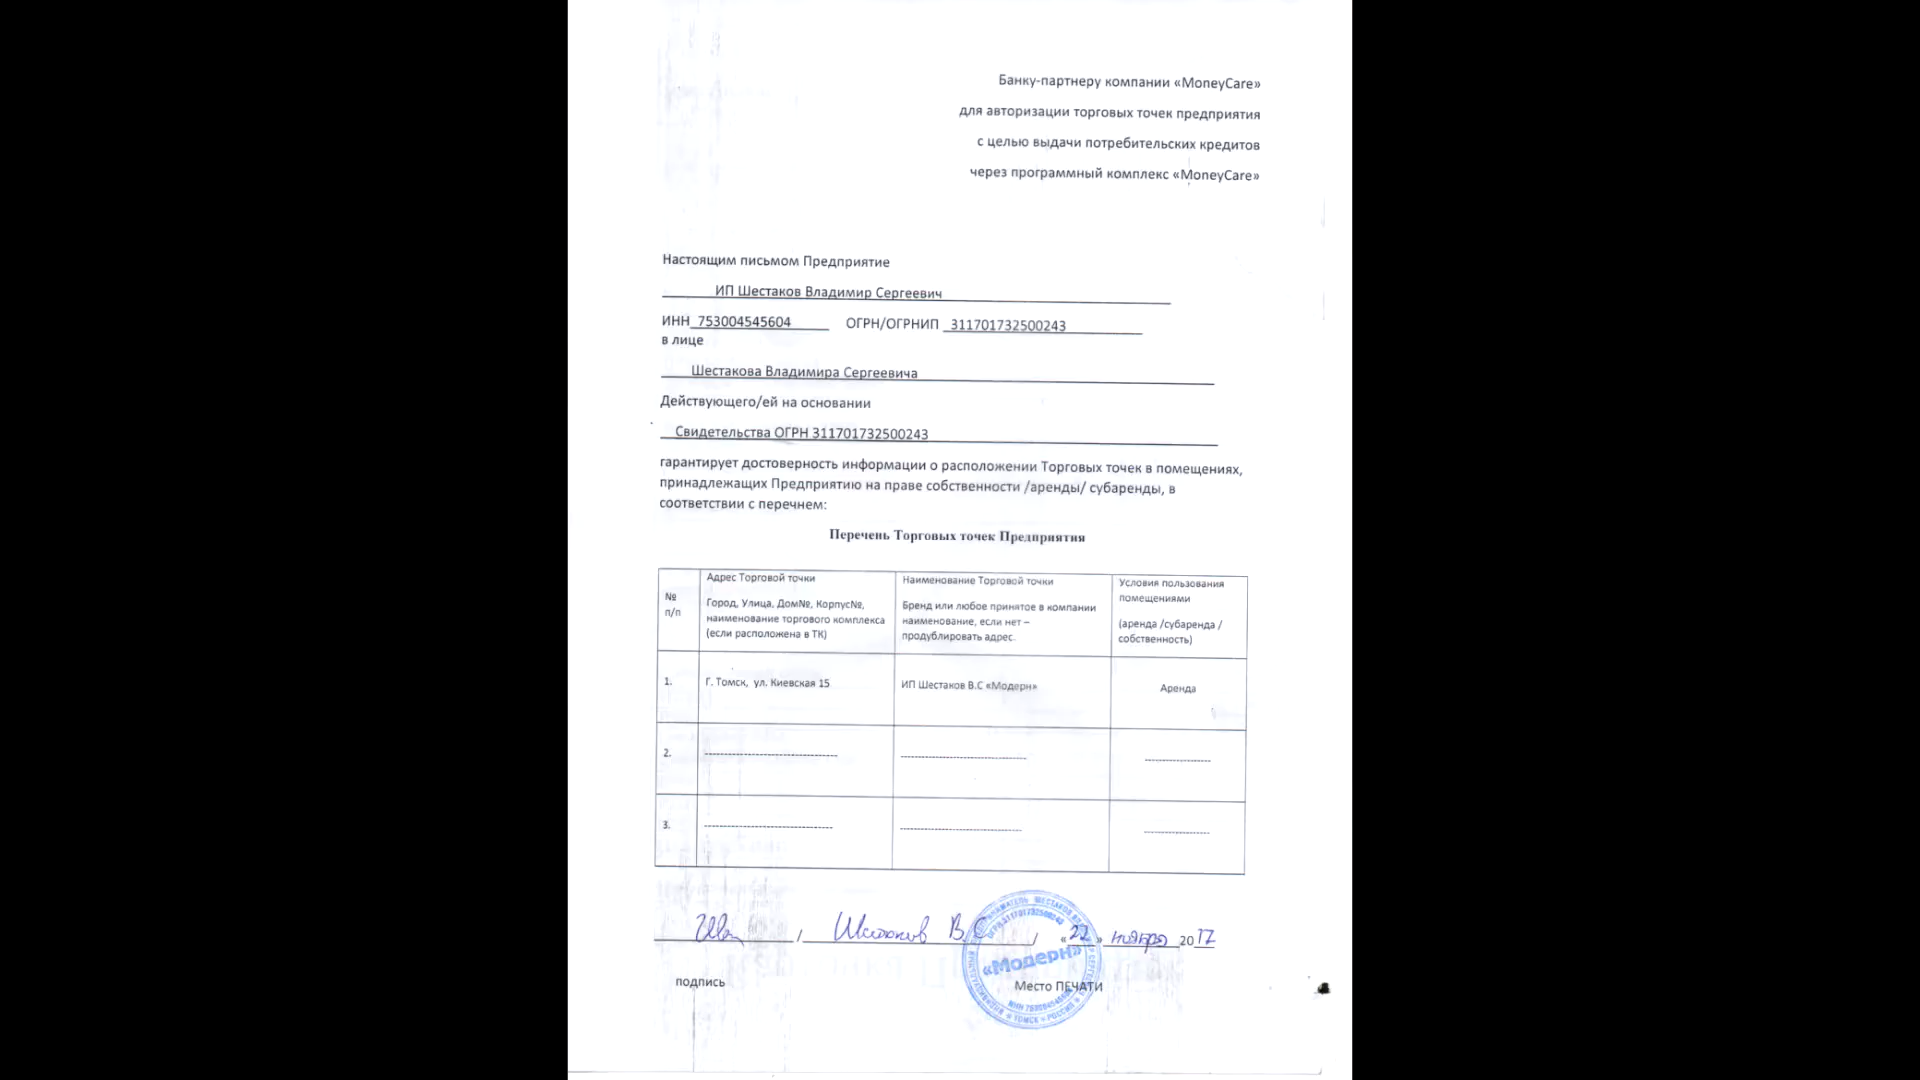 Банку-партнеру компании «MoneyCare»
для авторизации торговых точек предприятия
с целью выдачи потребительских кредитов
через программный комплекс «MoneyCare»
Настоящим письмом Предприятие
ИП Шестаков Владимир Сергеевич
ИНН 753004545604 ОГРН/ОГРНИП 311701732500243
в лице
Шестакова Владимира Сергеевича
Действующего/ей на основании
Свидетельства ОГРН 311701732500243
гарантирует достоверность информации о расположении Торговых точек в помещениях,
принадлежащих Предприятию на праве собственности /аренды/ субаренды, в
соответствии с перечнем:
Перечень Торговых точек Предприятия
№
п/п
Адрес Торговой точки
Город, Улица, Дом№, Корпус№,
наименование торгового комплекса
(если расположена в ТК)
Наименование Торговой точки
Бренд или любое принятое в компании
наименование, если нет –
продублировать адрес.
Условия пользования
помещениями
(аренда /субаренда /
собственность)
1.
Г. Томск, ул. Киевская 15
ИП Шестаков В.С «Модерн»
Аренда
2.
3.
/ Шестаков В.С / «22» ноября 2017
подпись
Место ПЕЧАТИ
ОГРН 311701732500243
«Модерн»
ТОМСК РОССИЯ